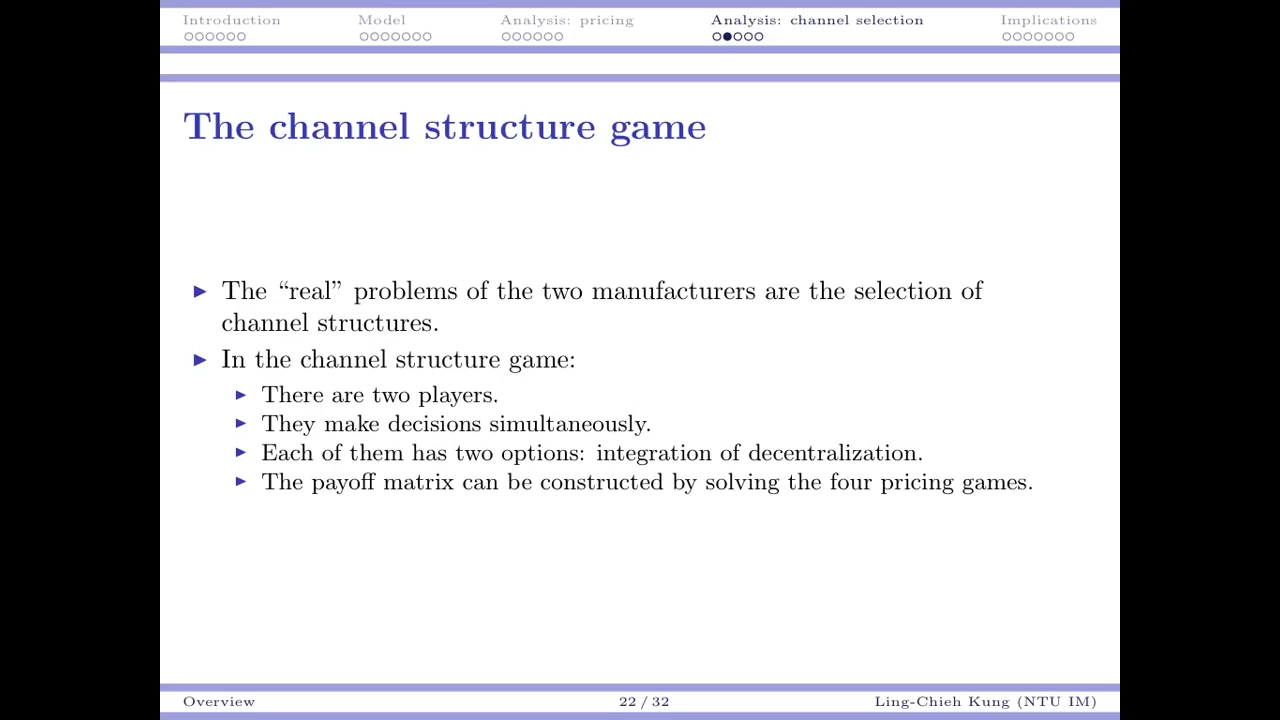 Introduction Model Analysis: pricing Analysis: channel selection Implications
The channel structure game
The “real” problems of the two manufacturers are the selection of
channel structures.
In the channel structure game:
There are two players.
They make decisions simultaneously.
Each of them has two options: integration of decentralization.
The payoff matrix can be constructed by solving the four pricing games.
Overview 22 / 32 Ling-Chieh Kung (NTU IM)